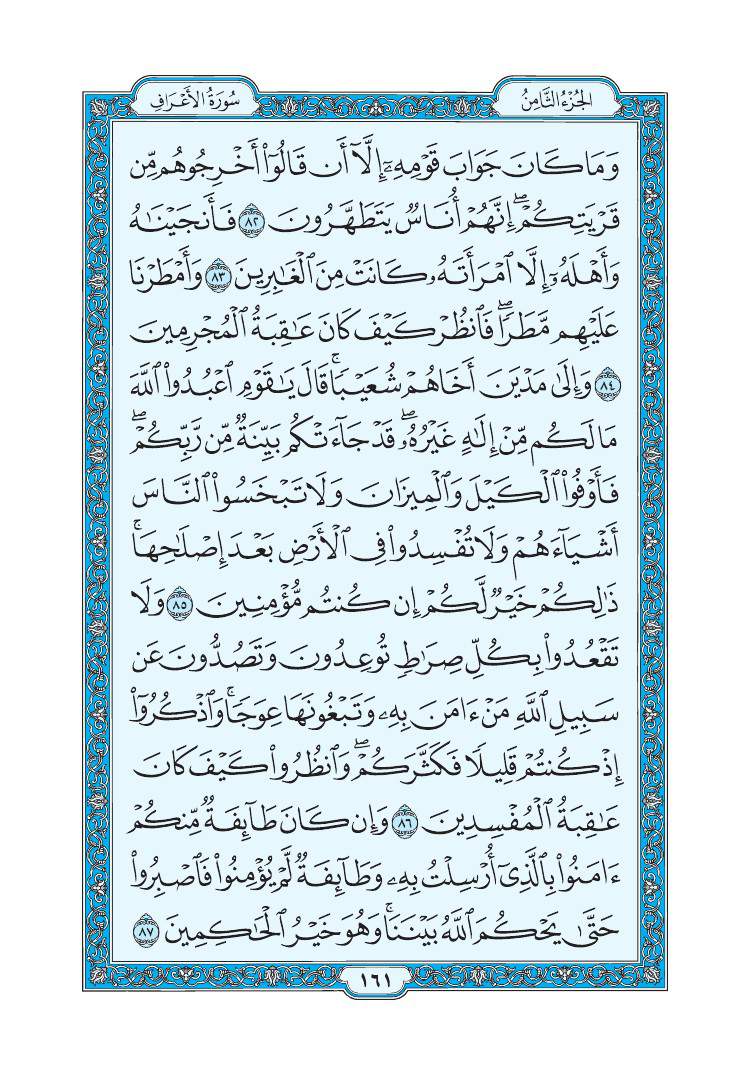 الجُزْءُ الثَّامِنُ
سُورَةُ الأَعْرَافِ
وَمَا كَانَ جَوَابَ قَوْمِهِۦٓ إِلَّآ أَن قَالُوٓا۟ أَخْرِجُوهُم مِّن
قَرْيَتِكُمْ ۖ إِنَّهُمْ أُنَاسٌ يَتَطَهَّرُونَ ﴿٨٢﴾ فَأَنجَيْنَـٰهُ
وَأَهْلَهُۥٓ إِلَّا ٱمْرَأَتَهُۥ كَانَتْ مِنَ ٱلْغَـٰبِرِينَ ﴿٨٣﴾ وَأَمْطَرْنَا
عَلَيْهِم مَّطَرًا ۖ فَٱنظُرْ كَيْفَ كَانَ عَـٰقِبَةُ ٱلْمُجْرِمِينَ
﴿٨٤﴾ وَإِلَىٰ مَدْيَنَ أَخَاهُمْ شُعَيْبًا ۚ قَالَ يَـٰقَوْمِ ٱعْبُدُوا۟ ٱللَّهَ
مَا لَكُم مِّنْ إِلَـٰهٍ غَيْرُهُۥ ۖ قَدْ جَآءَتْكُم بَيِّنَةٌ مِّن رَّبِّكُمْ ۖ
فَأَوْفُوا۟ ٱلْكَيْلَ وَٱلْمِيزَانَ وَلَا تَبْخَسُوا۟ ٱلنَّاسَ
أَشْيَآءَهُمْ وَلَا تُفْسِدُوا۟ فِى ٱلْأَرْضِ بَعْدَ إِصْلَـٰحِهَا ۚ
ذَٰلِكُمْ خَيْرٌ لَّكُمْ إِن كُنتُم مُّؤْمِنِينَ ﴿٨٥﴾ وَلَا
تَقْعُدُوا۟ بِكُلِّ صِرَٰطٍ تُوعِدُونَ وَتَصُدُّونَ عَن
سَبِيلِ ٱللَّهِ مَنْ ءَامَنَ بِهِۦ وَتَبْغُونَهَا عِوَجًا ۚ وَٱذْكُرُوٓا۟
إِذْ كُنتُمْ قَلِيلًا فَكَثَّرَكُمْ ۖ وَٱنظُرُوا۟ كَيْفَ كَانَ
عَـٰقِبَةُ ٱلْمُفْسِدِينَ ﴿٨٦﴾ وَإِن كَانَ طَآئِفَةٌ مِّنكُمْ
ءَامَنُوا۟ بِٱلَّذِىٓ أُرْسِلْتُ بِهِۦ وَطَآئِفَةٌ لَّمْ يُؤْمِنُوا۟ فَٱصْبِرُوا۟
حَتَّىٰ يَحْكُمَ ٱللَّهُ بَيْنَنَا ۚ وَهُوَ خَيْرُ ٱلْحَـٰكِمِينَ ﴿٨٧﴾
١٦١